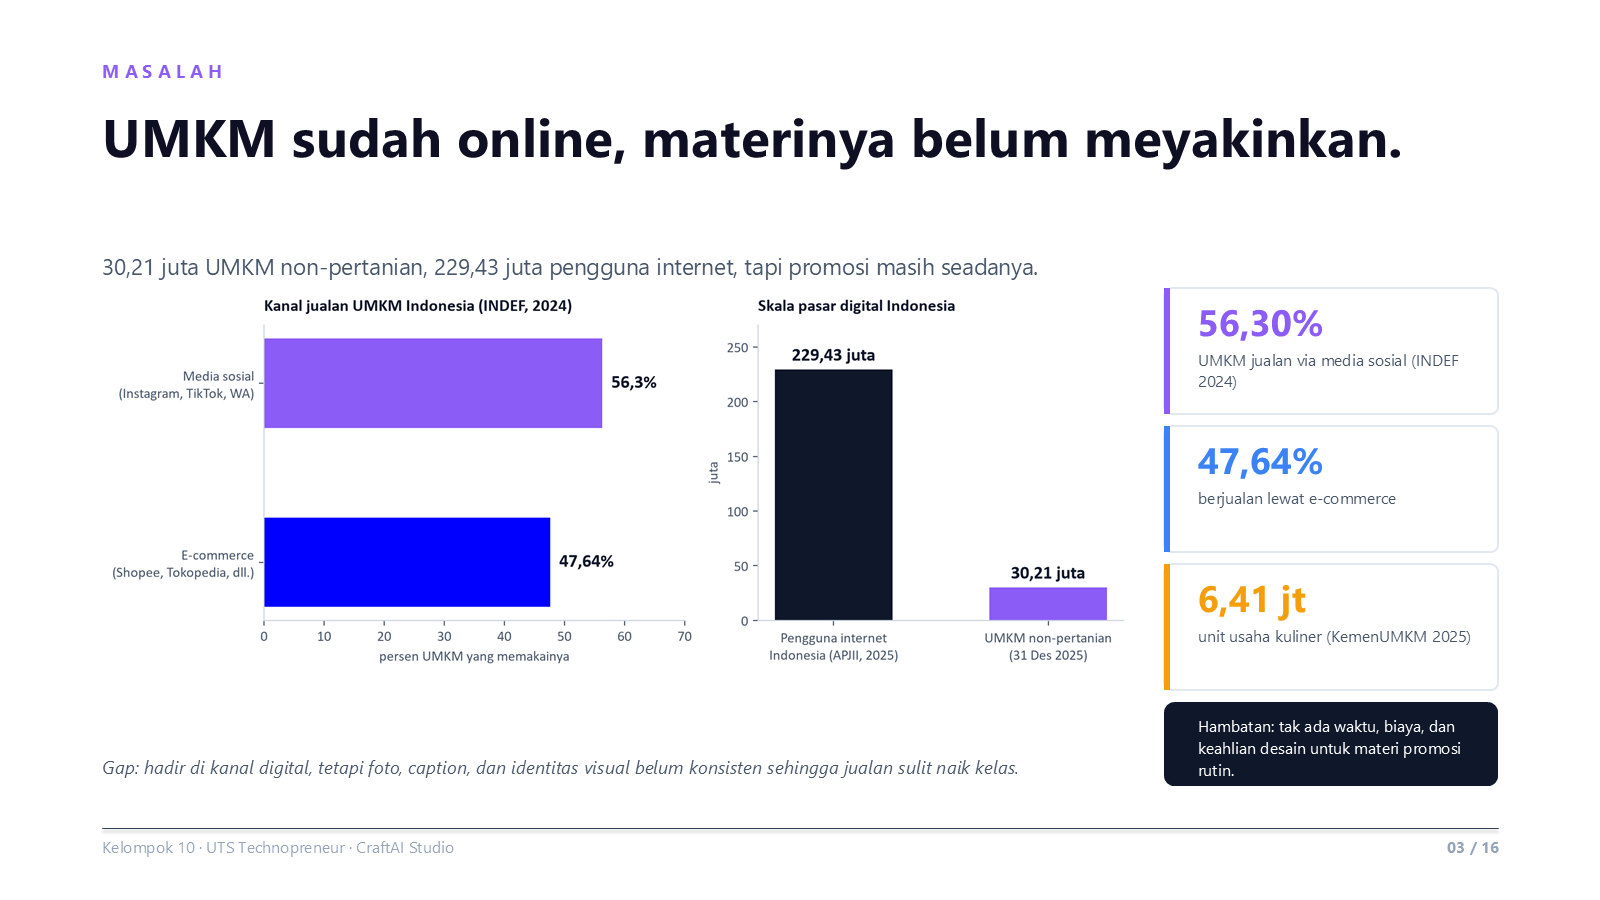 MASALAH
UMKM sudah online, materinya belum meyakinkan.
30,21 juta UMKM non-pertanian, 229,43 juta pengguna internet, tapi promosi masih seadanya.
Kanal jualan UMKM Indonesia (INDEF, 2024)
Media sosial
(Instagram, TikTok, WA)
56,3%
E-commerce
(Shopee, Tokopedia, dll.)
47,64%
0 10 20 30 40 50 60 70
persen UMKM yang memakainya
Skala pasar digital Indonesia
250
200
150
100
50
0
juta
229,43 juta
30,21 juta
Pengguna internet
Indonesia (APJII, 2025)
UMKM non-pertanian
(31 Des 2025)
56,30%
UMKM jualan via media sosial (INDEF
2024)
47,64%
berjualan lewat e-commerce
6,41 jt
unit usaha kuliner (KemenUMKM 2025)
Hambatan: tak ada waktu, biaya, dan
keahlian desain untuk materi promosi
rutin.
Gap: hadir di kanal digital, tetapi foto, caption, dan identitas visual belum konsisten sehingga jualan sulit naik kelas.
Kelompok 10 · UTS Technopreneur · CraftAI Studio
03 / 16